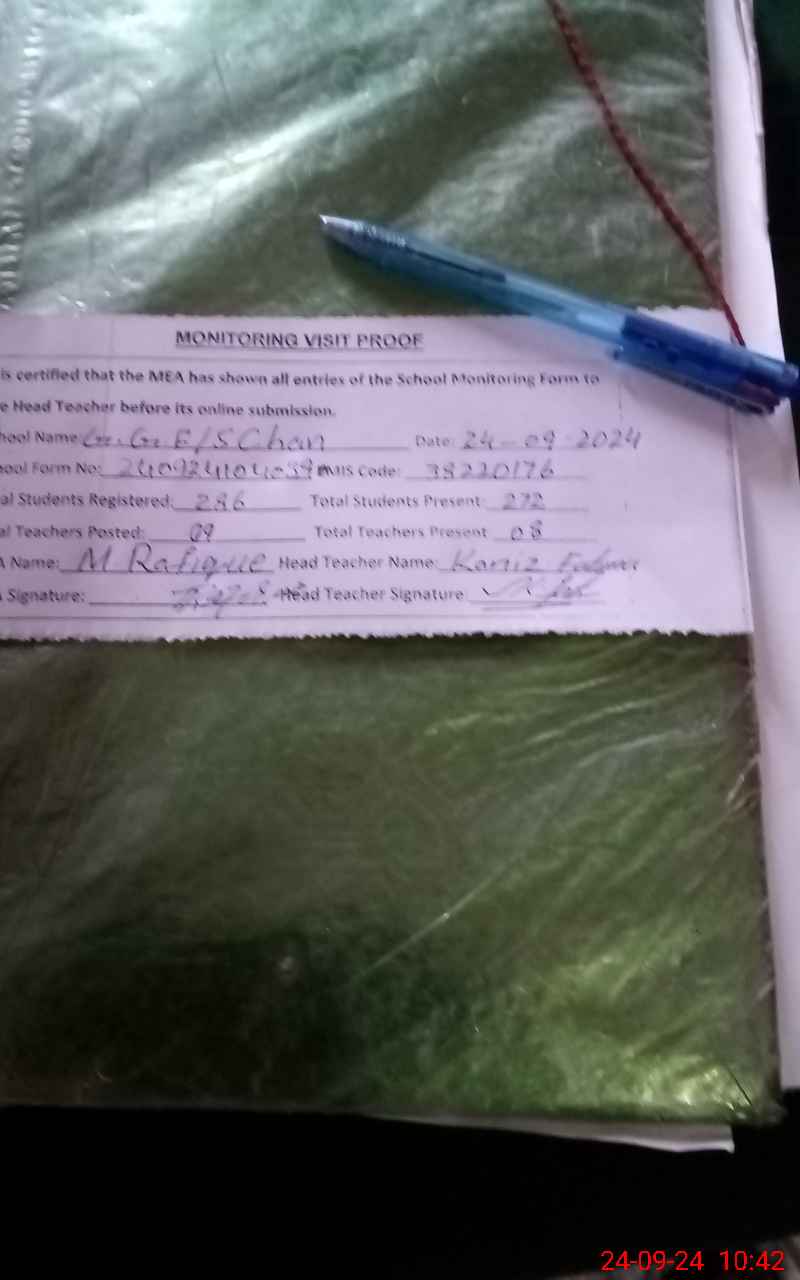 MONITORING VISIT PROOF
is certified that the MEA has shown all entries of the School Monitoring Form to
e Head Teacher before its online submission.
hool Name: G.G.E/S Chan Date: 24-09-2024
hool Form No: EMIS Code: 38220176
al Students Registered: 286 Total Students Present: 272
al Teachers Posted: 09 Total Teachers Present 08
A Name: M Rafique Head Teacher Name: Kaniz
Signature: Head Teacher Signature
24-09-24 10:42